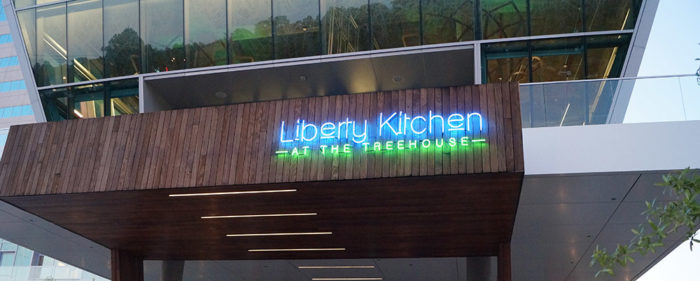 Liberty Kitchen
—AT THE TREEHOUSE—